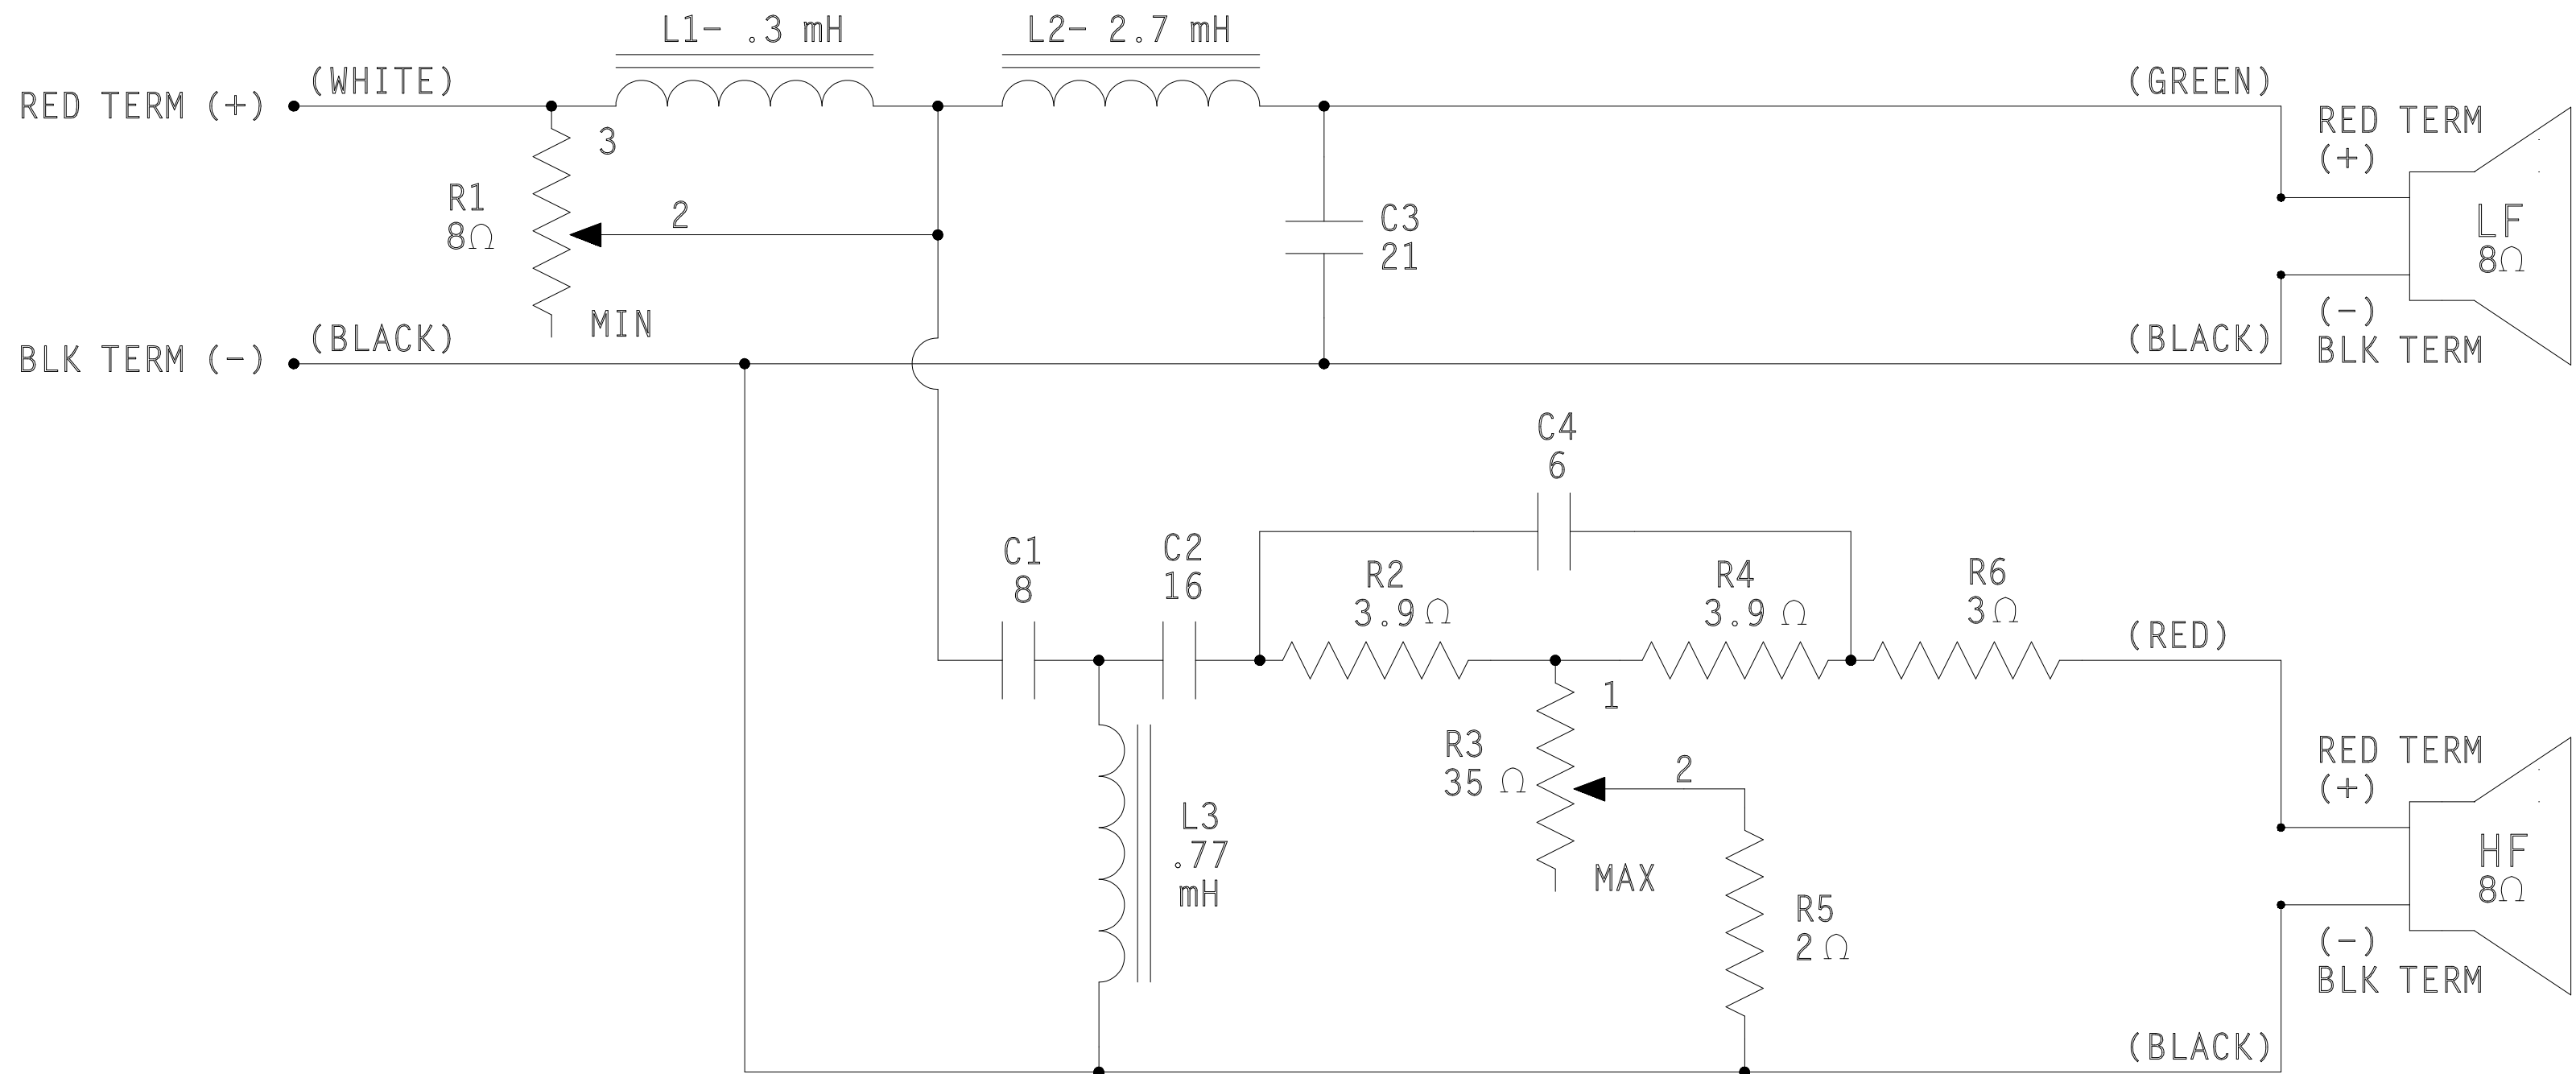 L1- .3 mH
L2- 2.7 mH
(WHITE)
(GREEN)
RED TERM (+)
RED TERM
(+)
3
R1
8Ω
2
C3
21
LF
8Ω
MIN
(-)
BLK TERM
(BLACK)
(BLACK)
BLK TERM (-)
C4
6
C1
8
C2
16
R2
3.9 Ω
R4
3.9 Ω
R6
3Ω
(RED)
1
R3
35 Ω
2
RED TERM
(+)
L3
.77
mH
HF
8Ω
MAX
R5
2 Ω
(-)
BLK TERM
(BLACK)